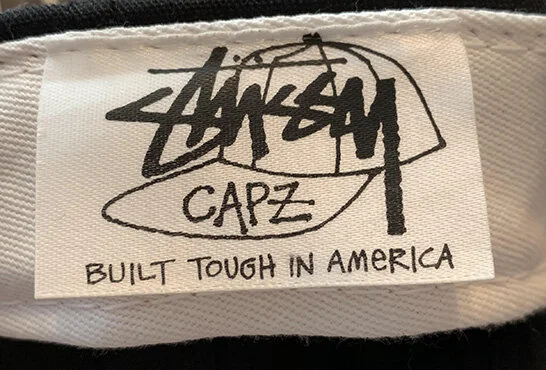 Stüssy
CAPZ
BUILT TOUGH IN AMeRICA